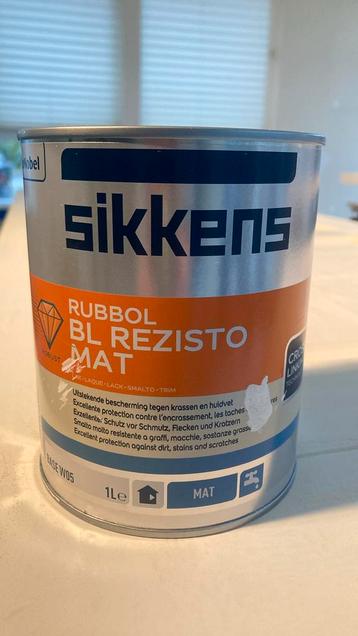 Nobel
sikkens
RUBBOL
BL REZISTO
MAT
ROBUST
LAK-LAQUE-LACK-SMALTO-TRIM
Uitstekende bescherming tegen krassen en huidvet
Excellente protection contre l'encrassement, les taches
Exzellenter Schutz vor Schmutz, Flecken und Kratzern
Smalto molto resistente a graffi, macchie, sostanze grasse
Excellent protection against dirt, stains and scratches
BASE W05
1L e
MAT